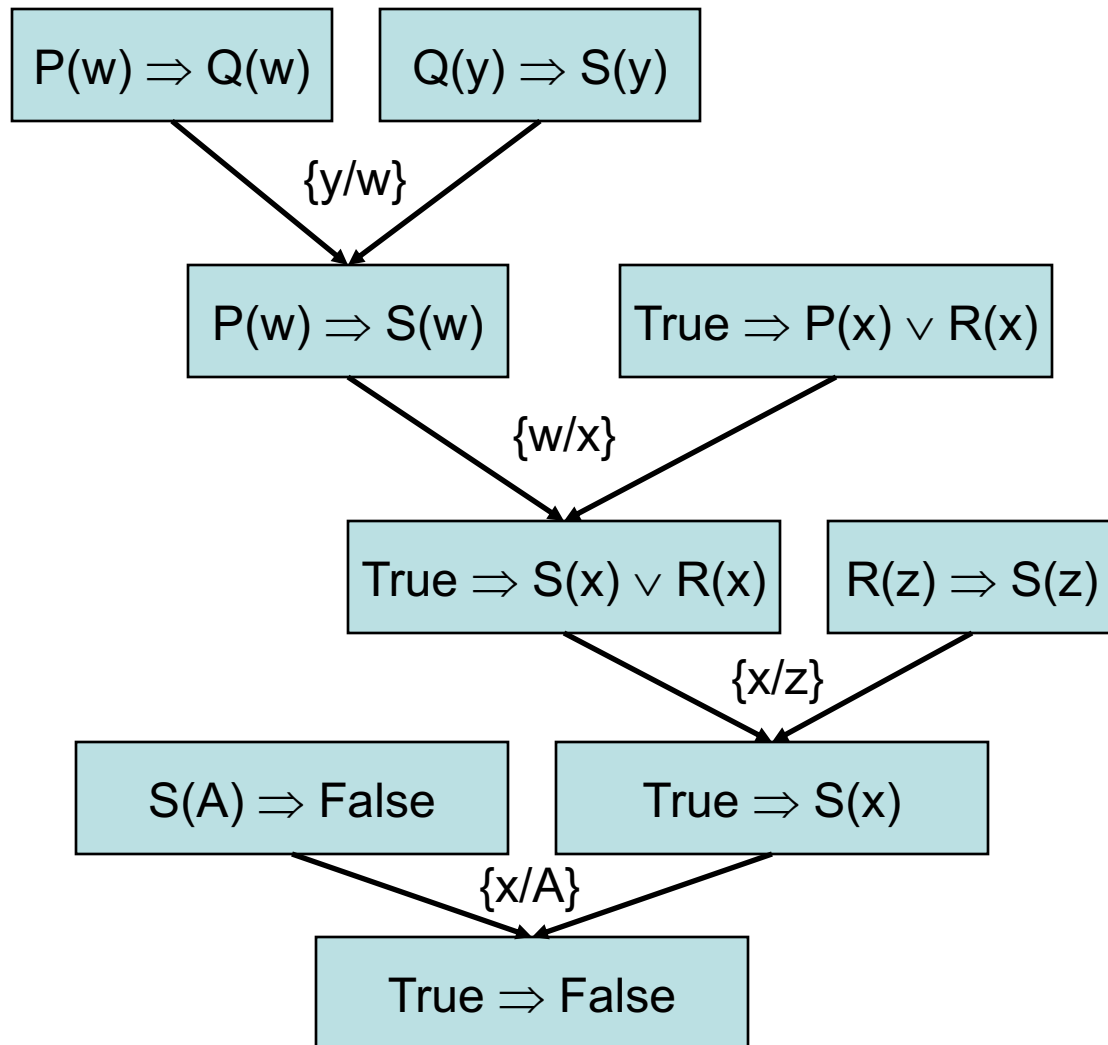 P(w) ⇒ Q(w)
Q(y) ⇒ S(y)
{y/w}
P(w) ⇒ S(w)
True ⇒ P(x) ∨ R(x)
{w/x}
True ⇒ S(x) ∨ R(x)
R(z) ⇒ S(z)
{x/z}
S(A) ⇒ False
True ⇒ S(x)
{x/A}
True ⇒ False